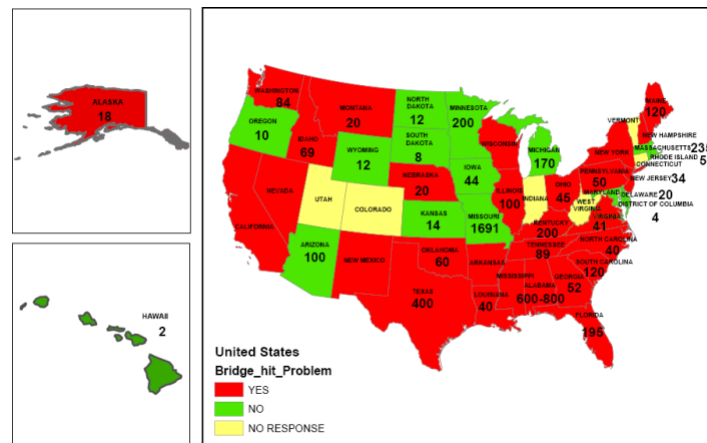 ALASKA
18
HAWAII
2
WASHINGTON
84
OREGON
10
IDAHO
69
MONTANA
20
WYOMING
12
NORTH
DAKOTA
12
SOUTH
DAKOTA
8
NEBRASKA
20
KANSAS
14
MINNESOTA
200
IOWA
44
MISSOURI
1691
WISCONSIN
MICHIGAN
170
ILLINOIS
100
INDIANA
OHIO
45
KENTUCKY
200
TENNESSEE
89
NEVADA
UTAH
COLORADO
CALIFORNIA
ARIZONA
100
NEW MEXICO
OKLAHOMA
60
TEXAS
400
ARKANSAS
LOUISIANA
40
MISSISSIPPI
ALABAMA
600-800
GEORGIA
52
FLORIDA
195
SOUTH CAROLINA
120
NORTH CAROLINA
40
VIRGINIA
41
WEST
VIRGINIA
MARYLAND
PENNSYLVANIA
50
NEW YORK
VERMONT
MAINE
120
NEW HAMPSHIRE
MASSACHUSETTS 235
RHODE ISLAND 5
CONNECTICUT
NEW JERSEY 34
DELAWARE 20
DISTRICT OF COLUMBIA
4
United States
Bridge_hit_Problem
YES
NO
NO RESPONSE